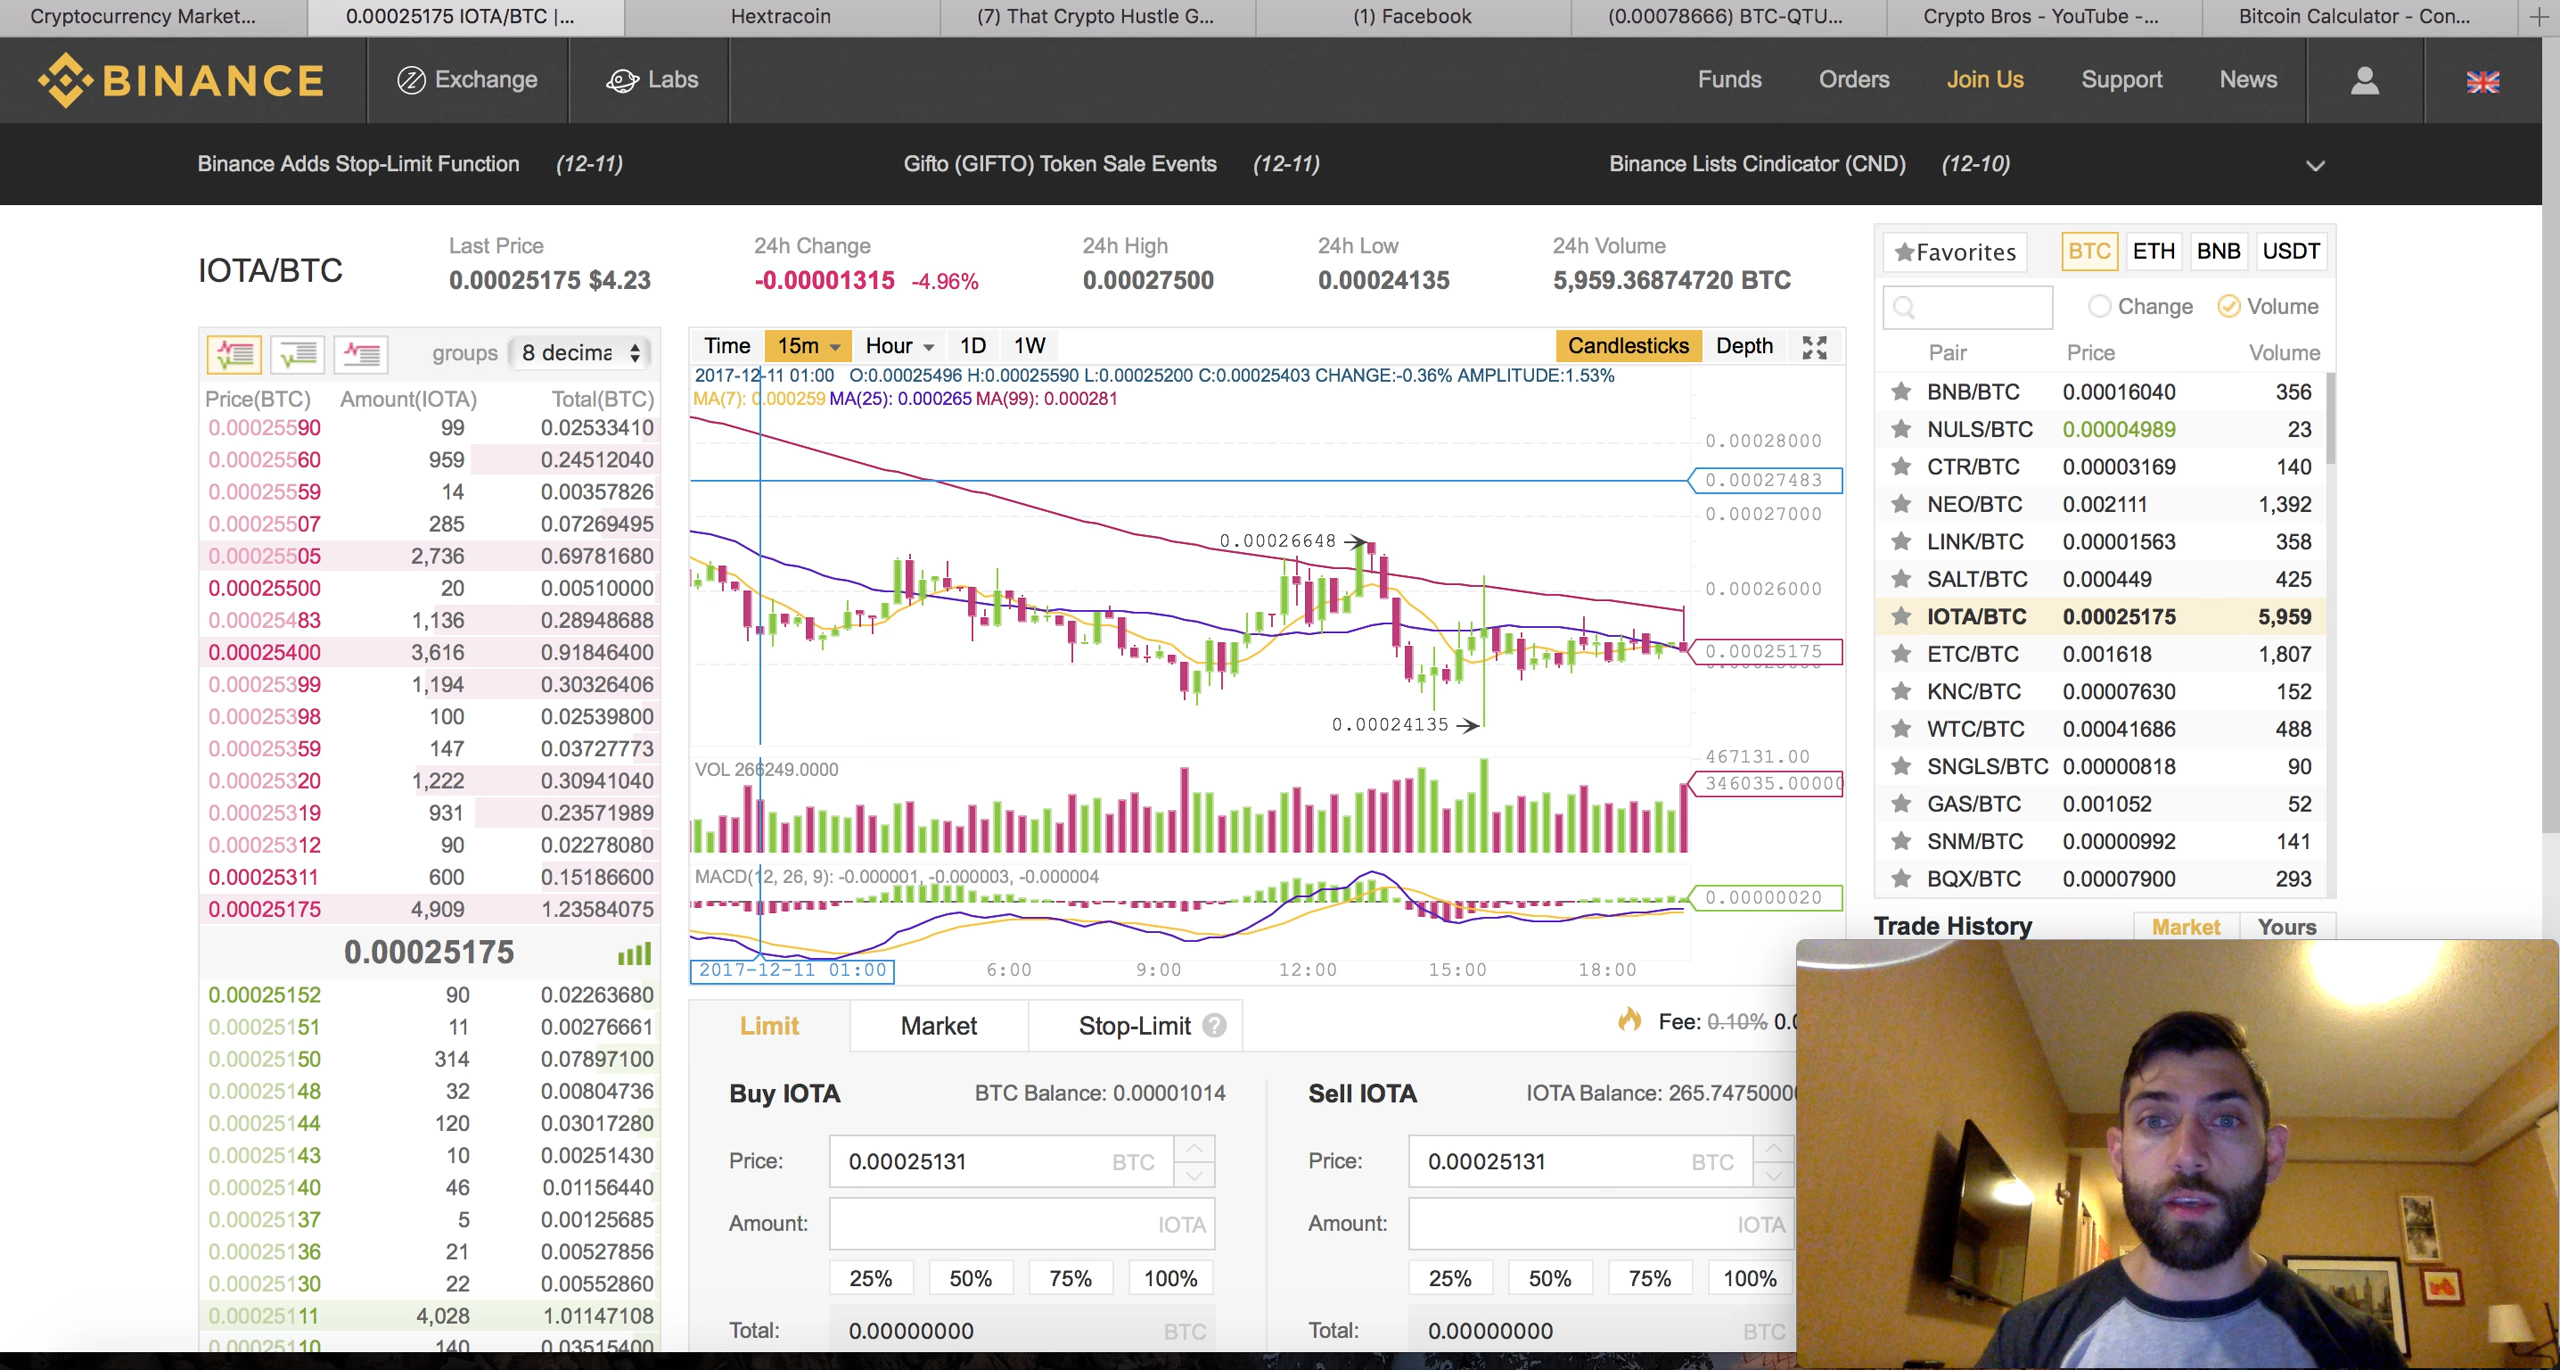 Cryptocurrency Market...
0.00025175 IOTA/BTC |...
Hextracoin
(7) That Crypto Hustle G...
(1) Facebook
(0.00078666) BTC-QTU...
Crypto Bros - YouTube -...
Bitcoin Calculator - Con...
BINANCE
Exchange
Labs
Funds
Orders
Join Us
Support
News
Binance Adds Stop-Limit Function (12-11)
Gifto (GIFTO) Token Sale Events (12-11)
Binance Lists Cindicator (CND) (12-10)
IOTA/BTC
Last Price
0.00025175 $4.23
24h Change
-0.00001315 -4.96%
24h High
0.00027500
24h Low
0.00024135
24h Volume
5,959.36874720 BTC
groups 8 decima
Price(BTC) Amount(IOTA) Total(BTC)
0.00025590 99 0.02533410
0.00025560 959 0.24512040
0.00025559 14 0.00357826
0.00025507 285 0.07269495
0.00025505 2,736 0.69781680
0.00025500 20 0.00510000
0.00025483 1,136 0.28948688
0.00025400 3,616 0.91846400
0.00025399 1,194 0.30326406
0.00025398 100 0.02539800
0.00025359 147 0.03727773
0.00025320 1,222 0.30941040
0.00025319 931 0.23571989
0.00025312 90 0.02278080
0.00025311 600 0.15186600
0.00025175 4,909 1.23584075
0.00025175
0.00025152 90 0.02263680
0.00025151 11 0.00276661
0.00025150 314 0.07897100
0.00025148 32 0.00804736
0.00025144 120 0.03017280
0.00025143 10 0.00251430
0.00025140 46 0.01156440
0.00025137 5 0.00125685
0.00025136 21 0.00527856
0.00025130 22 0.00552860
0.00025111 4,028 1.01147108
0.00025110 140 0.03515400
Time 15m Hour 1D 1W
Candlesticks Depth
2017-12-11 01:00 O:0.00025496 H:0.00025590 L:0.00025200 C:0.00025403 CHANGE:-0.36% AMPLITUDE:1.53%
MA(7): 0.000259 MA(25): 0.000265 MA(99): 0.000281
0.00028000
0.00027483
0.00027000
0.00026648
0.00026000
0.00025175
0.00024135
467131.00
VOL 266249.0000
346035.00000
MACD(12, 26, 9): -0.000001, -0.000003, -0.000004
0.00000020
2017-12-11 01:00 6:00 9:00 12:00 15:00 18:00
Limit
Market
Stop-Limit ?
Fee: 0.10% 0.0
Buy IOTA
BTC Balance: 0.00001014
Price: 0.00025131 BTC
Amount: IOTA
25% 50% 75% 100%
Total: 0.00000000 BTC
Sell IOTA
IOTA Balance: 265.7475000
Price: 0.00025131 BTC
Amount: IOTA
25% 50% 75% 100%
Total: 0.00000000 BTC
Favorites
BTC ETH BNB USDT
Change Volume
Pair Price Volume
BNB/BTC 0.00016040 356
NULS/BTC 0.00004989 23
CTR/BTC 0.00003169 140
NEO/BTC 0.002111 1,392
LINK/BTC 0.00001563 358
SALT/BTC 0.000449 425
IOTA/BTC 0.00025175 5,959
ETC/BTC 0.001618 1,807
KNC/BTC 0.00007630 152
WTC/BTC 0.00041686 488
SNGLS/BTC 0.00000818 90
GAS/BTC 0.001052 52
SNM/BTC 0.00000992 141
BQX/BTC 0.00007900 293
Trade History
Market Yours